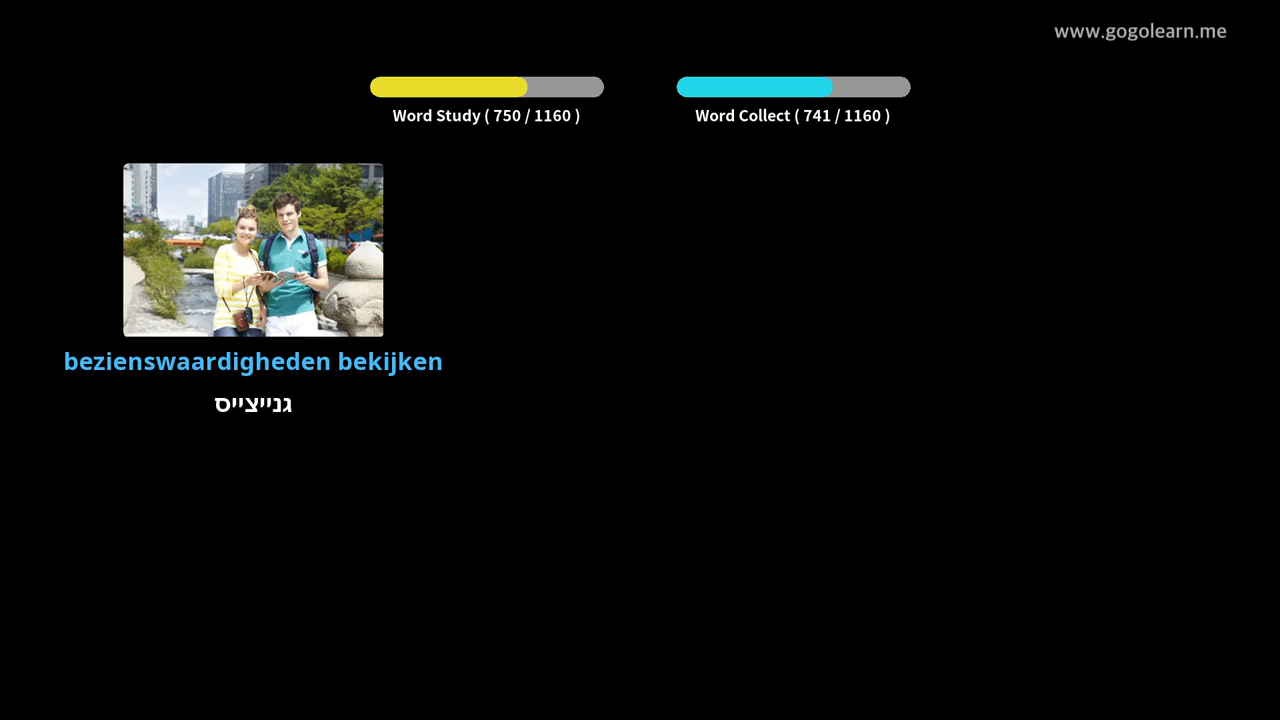 www.gogolearn.me
Word Study ( 750 / 1160 )
Word Collect ( 741 / 1160 )
bezienswaardigheden bekijken
גנייצייס